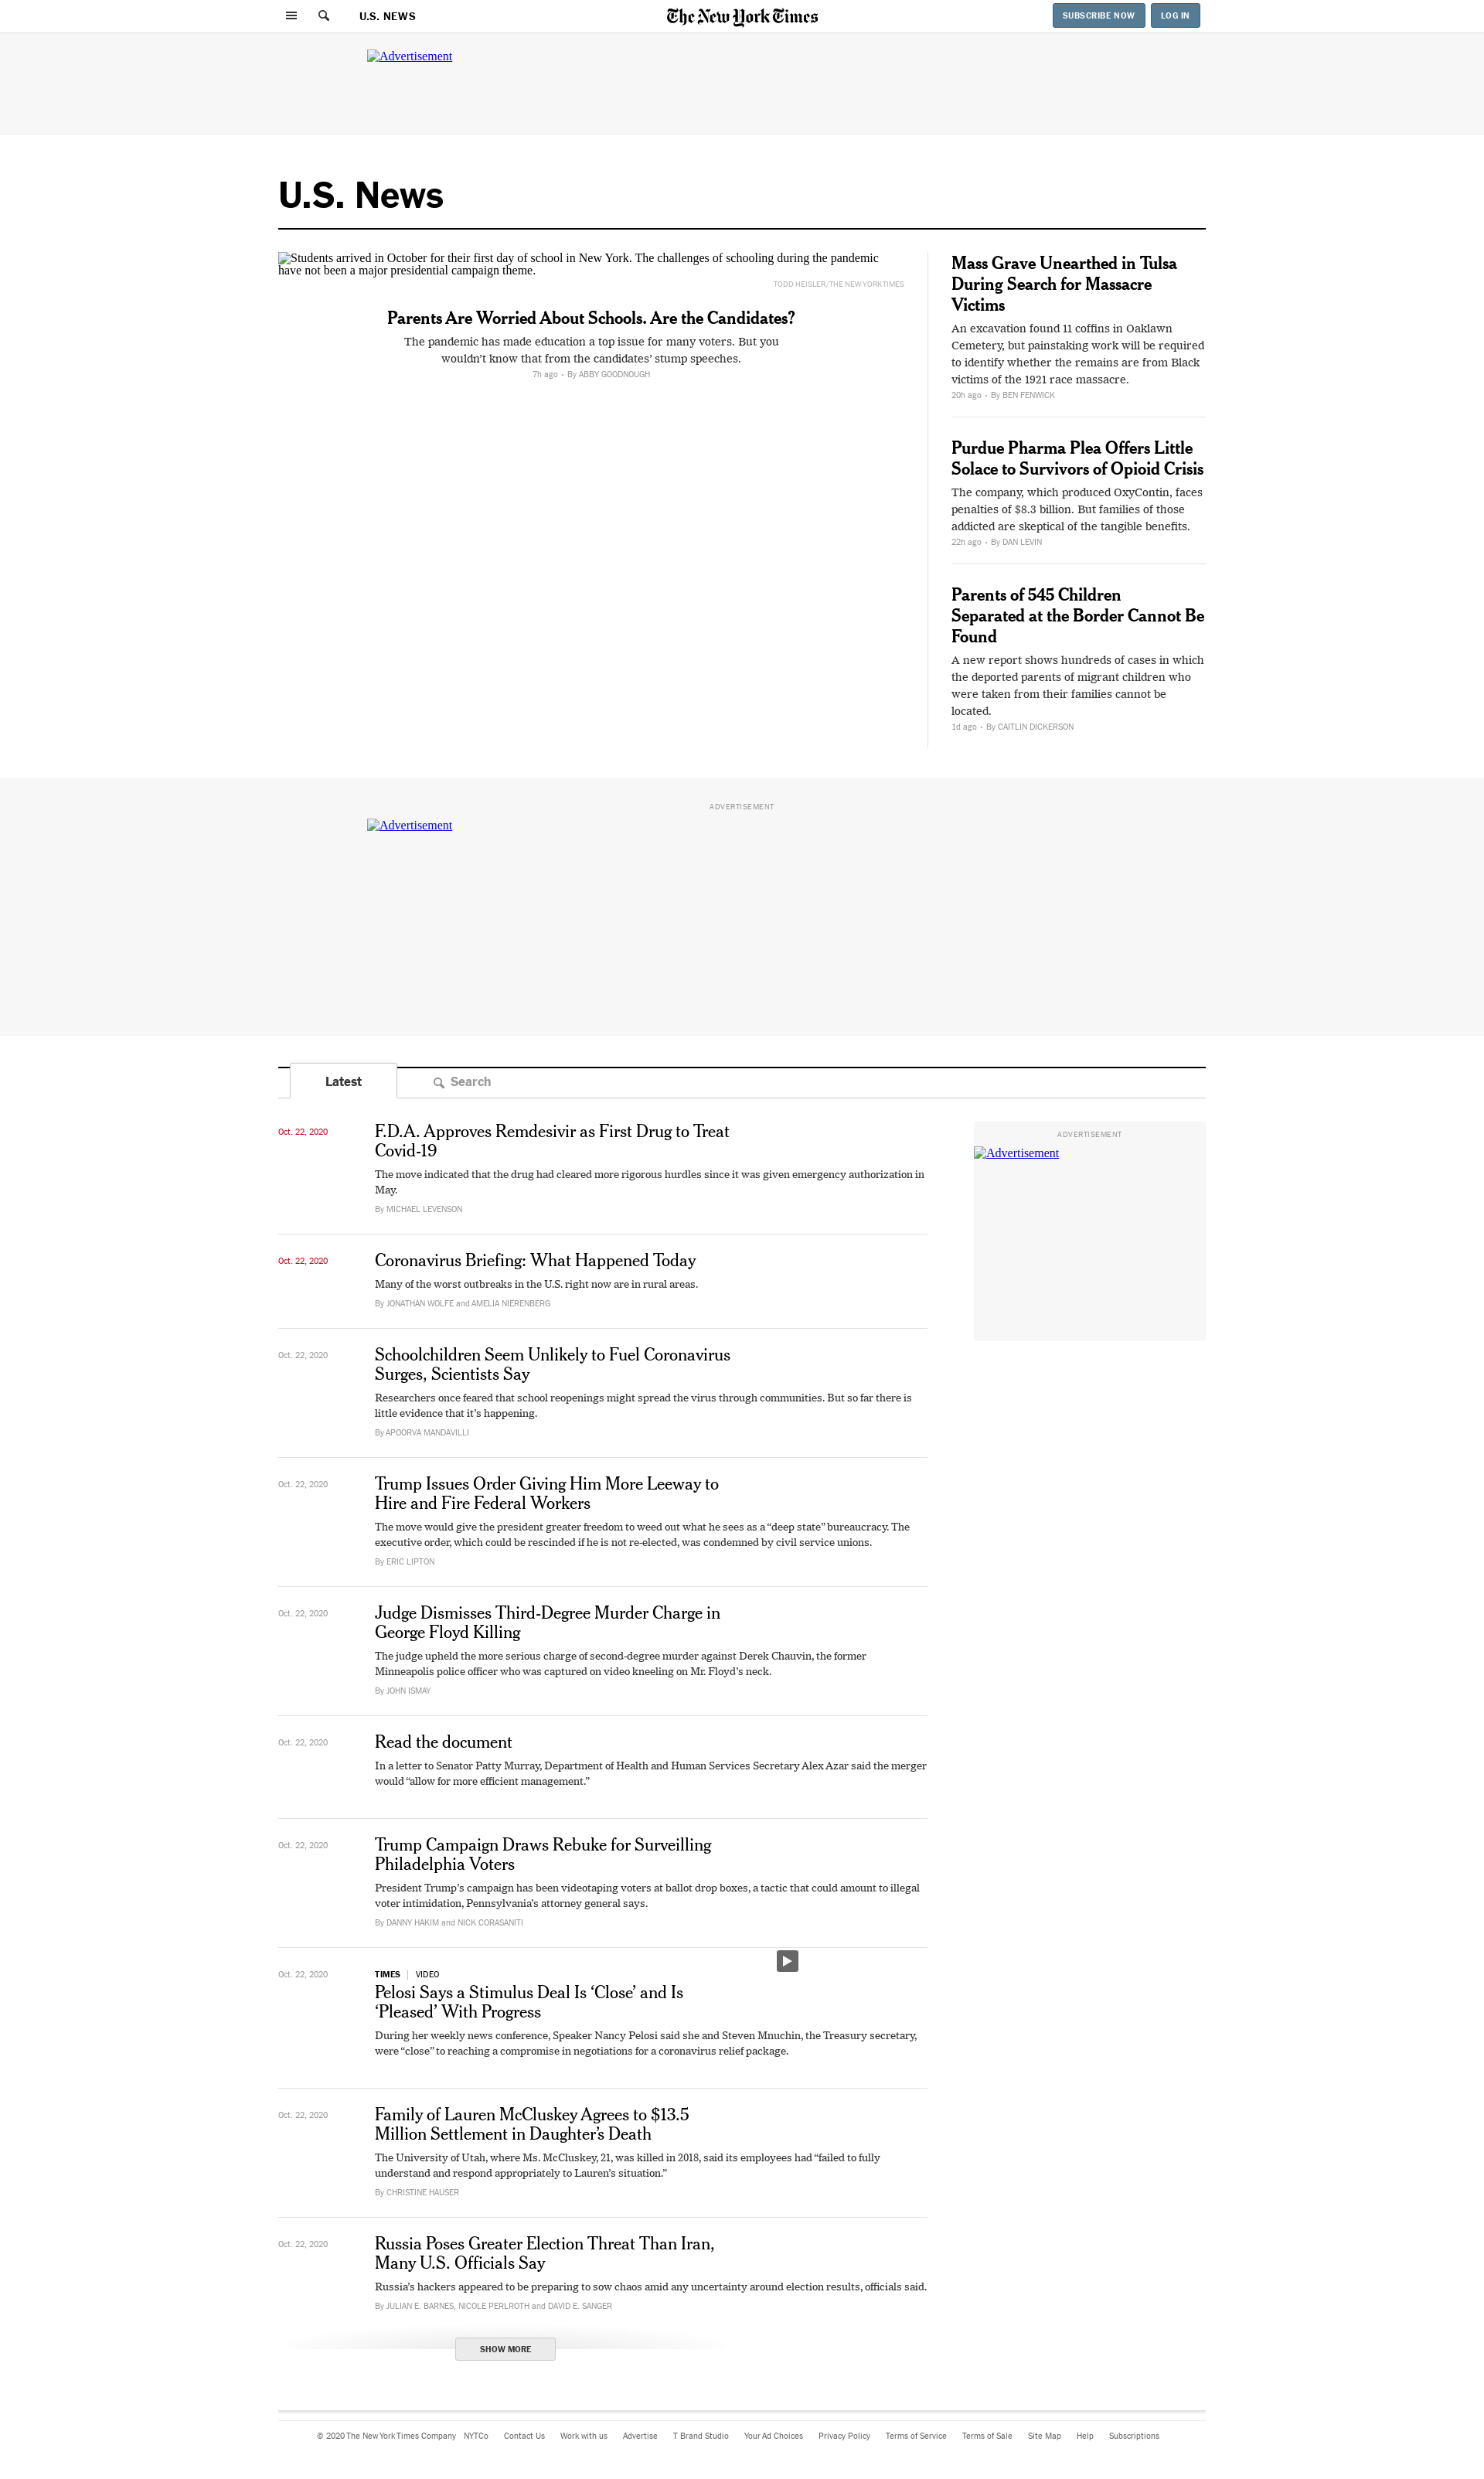 U.S. NEWS
The New York Times
SUBSCRIBE NOW
LOG IN
Advertisement
U.S. News
Students arrived in October for their first day of school in New York. The challenges of schooling during the pandemic
have not been a major presidential campaign theme.
TODD HEISLER/THE NEW YORK TIMES
Parents Are Worried About Schools. Are the Candidates?
The pandemic has made education a top issue for many voters. But you
wouldn't know that from the candidates' stump speeches.
7h ago • By ABBY GOODNOUGH
Mass Grave Unearthed in Tulsa
During Search for Massacre
Victims
An excavation found 11 coffins in Oaklawn
Cemetery, but painstaking work will be required
to identify whether the remains are from Black
victims of the 1921 race massacre.
20h ago • By BEN FENWICK
Purdue Pharma Plea Offers Little
Solace to Survivors of Opioid Crisis
The company, which produced OxyContin, faces
penalties of $8.3 billion. But families of those
addicted are skeptical of the tangible benefits.
22h ago • By DAN LEVIN
Parents of 545 Children
Separated at the Border Cannot Be
Found
A new report shows hundreds of cases in which
the deported parents of migrant children who
were taken from their families cannot be
located.
1d ago • By CAITLIN DICKERSON
ADVERTISEMENT
Advertisement
Latest
Search
Oct. 22, 2020
F.D.A. Approves Remdesivir as First Drug to Treat
Covid-19
The move indicated that the drug had cleared more rigorous hurdles since it was given emergency authorization in
May.
By MICHAEL LEVENSON
ADVERTISEMENT
Advertisement
Oct. 22, 2020
Coronavirus Briefing: What Happened Today
Many of the worst outbreaks in the U.S. right now are in rural areas.
By JONATHAN WOLFE and AMELIA NIERENBERG
Oct. 22, 2020
Schoolchildren Seem Unlikely to Fuel Coronavirus
Surges, Scientists Say
Researchers once feared that school reopenings might spread the virus through communities. But so far there is
little evidence that it's happening.
By APOORVA MANDAVILLI
Oct. 22, 2020
Trump Issues Order Giving Him More Leeway to
Hire and Fire Federal Workers
The move would give the president greater freedom to weed out what he sees as a “deep state” bureaucracy. The
executive order, which could be rescinded if he is not re-elected, was condemned by civil service unions.
By ERIC LIPTON
Oct. 22, 2020
Judge Dismisses Third-Degree Murder Charge in
George Floyd Killing
The judge upheld the more serious charge of second-degree murder against Derek Chauvin, the former
Minneapolis police officer who was captured on video kneeling on Mr. Floyd's neck.
By JOHN ISMAY
Oct. 22, 2020
Read the document
In a letter to Senator Patty Murray, Department of Health and Human Services Secretary Alex Azar said the merger
would “allow for more efficient management.”
Oct. 22, 2020
Trump Campaign Draws Rebuke for Surveilling
Philadelphia Voters
President Trump's campaign has been videotaping voters at ballot drop boxes, a tactic that could amount to illegal
voter intimidation, Pennsylvania's attorney general says.
By DANNY HAKIM and NICK CORASANITI
Oct. 22, 2020
TIMES | VIDEO
Pelosi Says a Stimulus Deal Is ‘Close’ and Is
‘Pleased’ With Progress
During her weekly news conference, Speaker Nancy Pelosi said she and Steven Mnuchin, the Treasury secretary,
were “close” to reaching a compromise in negotiations for a coronavirus relief package.
Oct. 22, 2020
Family of Lauren McCluskey Agrees to $13.5
Million Settlement in Daughter's Death
The University of Utah, where Ms. McCluskey, 21, was killed in 2018, said its employees had “failed to fully
understand and respond appropriately to Lauren's situation.”
By CHRISTINE HAUSER
Oct. 22, 2020
Russia Poses Greater Election Threat Than Iran,
Many U.S. Officials Say
Russia's hackers appeared to be preparing to sow chaos amid any uncertainty around election results, officials said.
By JULIAN E. BARNES, NICOLE PERLROTH and DAVID E. SANGER
SHOW MORE
© 2020 The New York Times Company NYTCo Contact Us Work with us Advertise T Brand Studio Your Ad Choices Privacy Policy Terms of Service Terms of Sale Site Map Help Subscriptions